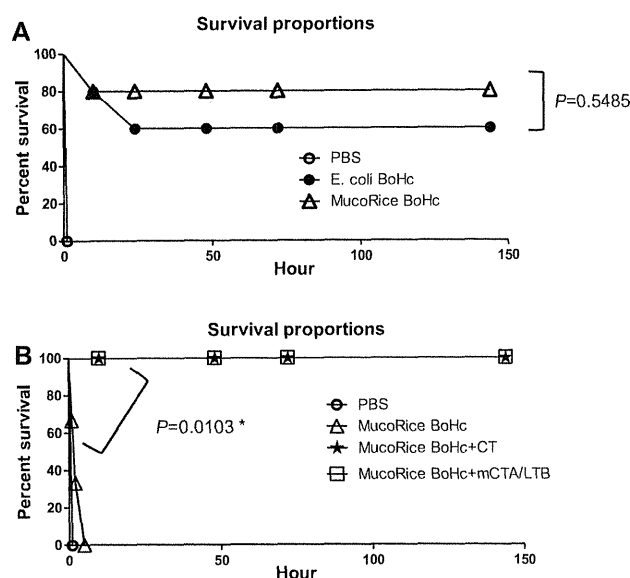 A
Survival proportions
Percent survival
100
80
60
40
20
0
P=0.5485
PBS
E. coli BoHc
MucoRice BoHc
0
50
100
150
Hour
B
Survival proportions
Percent survival
100
80
60
40
20
0
P=0.0103 *
PBS
MucoRice BoHc
MucoRice BoHc+CT
MucoRice BoHc+mCTA/LTB
0
50
100
150
Hour